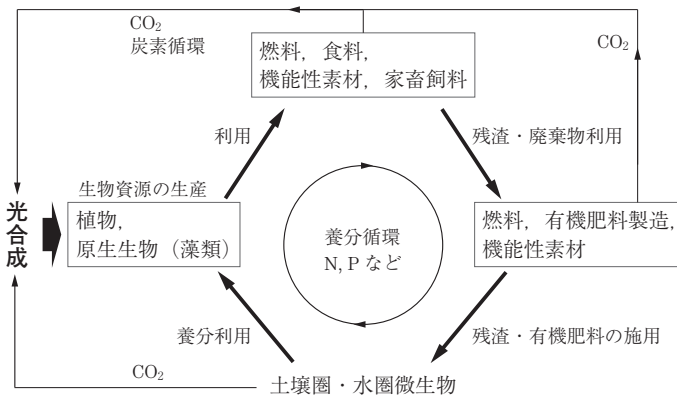 CO₂
炭素循環
燃料，食料，
機能性素材，家畜飼料
CO₂
利用
残渣・廃棄物利用
生物資源の生産
植物，
原生生物（藻類）
光合成
養分循環
N, P など
燃料，有機肥料製造，
機能性素材
養分利用
残渣・有機肥料の施用
CO₂
土壌圏・水圏微生物